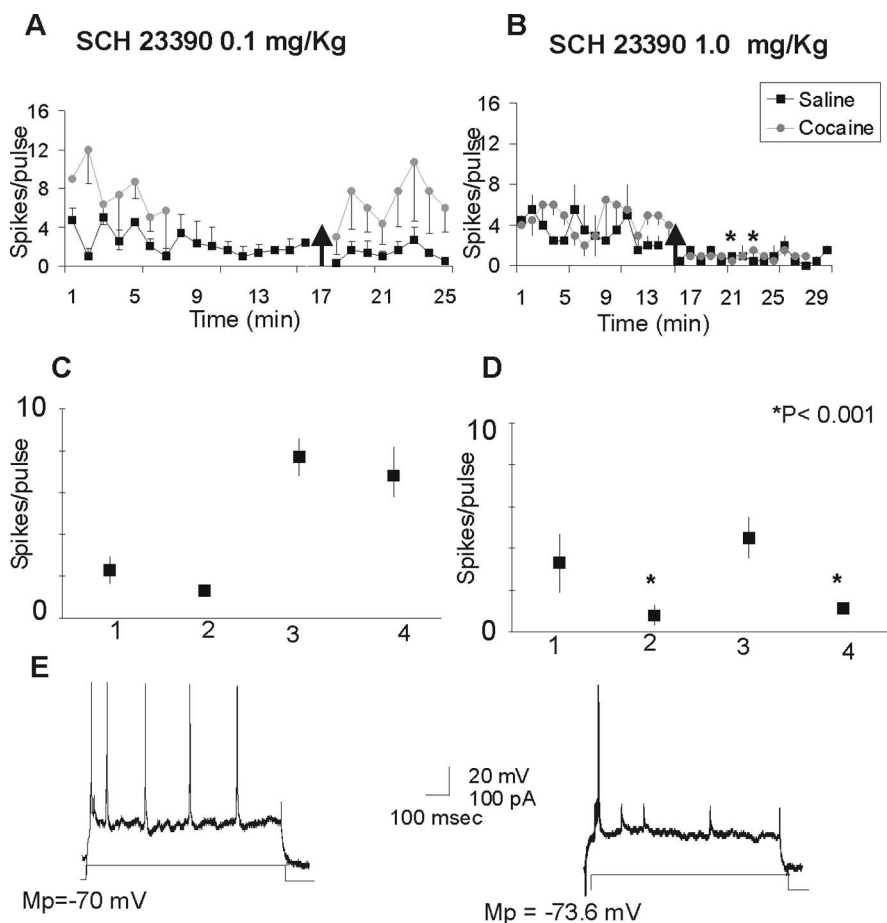 A
SCH 23390 0.1 mg/Kg
16
12
8
4
0
Spikes/pulse
1 5 9 13 17 21 25
Time (min)
B
SCH 23390 1.0 mg/Kg
Saline
Cocaine
16
12
8
4
0
Spikes/pulse
* *
1 5 9 13 16 21 25 29
Time (min)
C
10
0
Spikes/pulse
1 2 3 4
D
*P< 0.001
10
0
Spikes/pulse
* *
1 2 3 4
E
20 mV
100 pA
100 msec
Mp=-70 mV
Mp = -73.6 mV